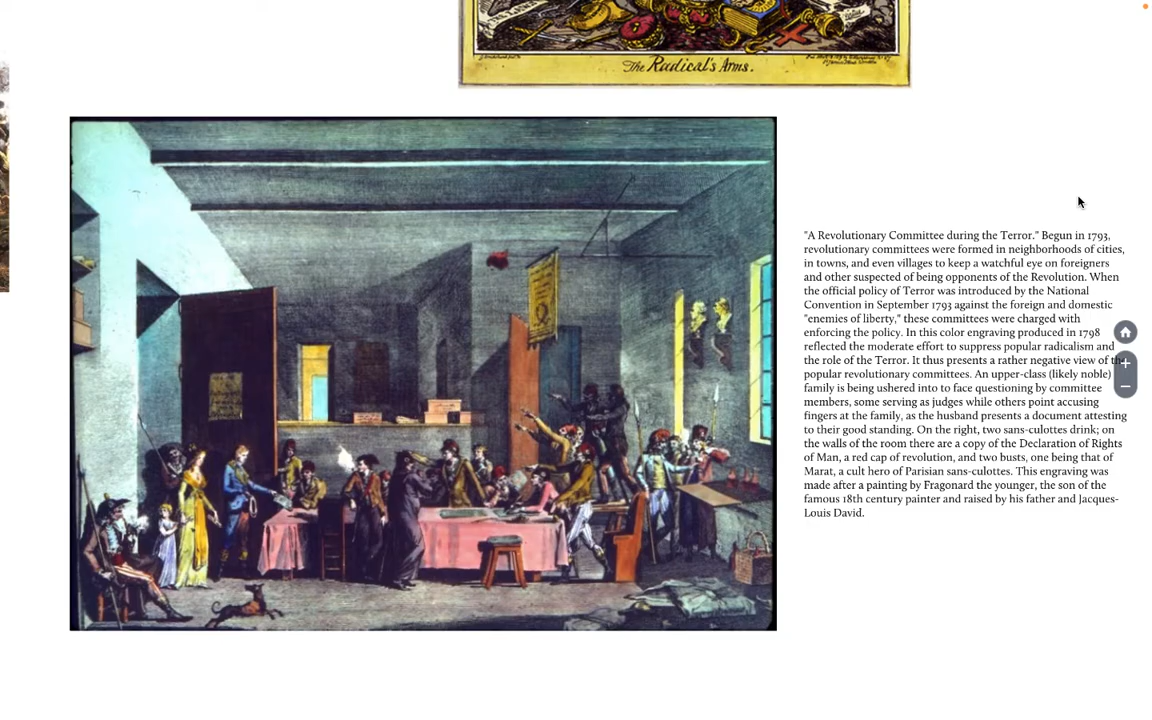 The Radical's Arms.
"A Revolutionary Committee during the Terror." Begun in 1793,
revolutionary committees were formed in neighborhoods of cities,
in towns, and even villages to keep a watchful eye on foreigners
and other suspected of being opponents of the Revolution. When
the official policy of Terror was introduced by the National
Convention in September 1793 against the foreign and domestic
"enemies of liberty," these committees were charged with
enforcing the policy. In this color engraving produced in 1798
reflected the moderate effort to suppress popular radicalism and
the role of the Terror. It thus presents a rather negative view of the
popular revolutionary committees. An upper-class (likely noble)
family is being ushered into to face questioning by committee
members, some serving as judges while others point accusing
fingers at the family, as the husband presents a document attesting
to their good standing. On the right, two sans-culottes drink; on
the walls of the room there are a copy of the Declaration of Rights
of Man, a red cap of revolution, and two busts, one being that of
Marat, a cult hero of Parisian sans-culottes. This engraving was
made after a painting by Fragonard the younger, the son of the
famous 18th century painter and raised by his father and Jacques-
Louis David.